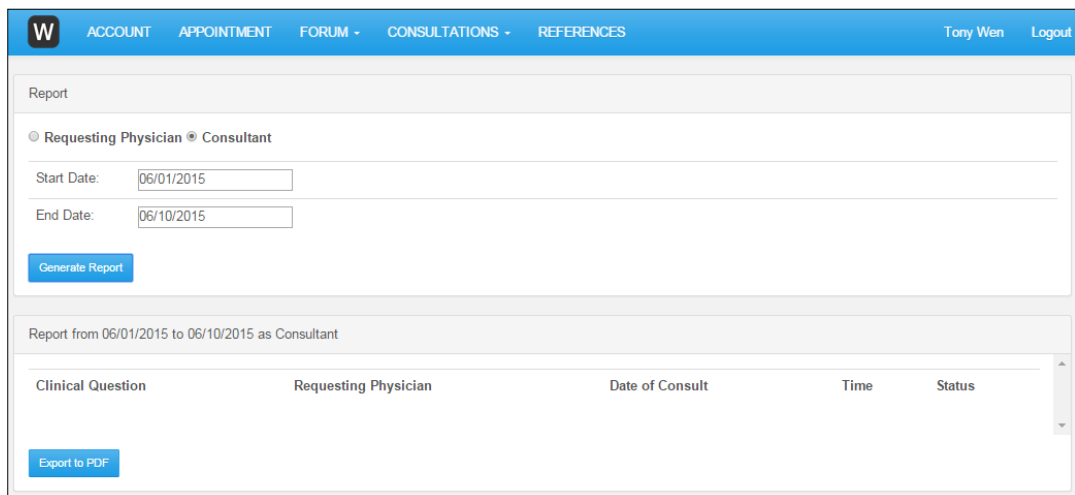 W ACCOUNT APPOINTMENT FORUM CONSULTATIONS REFERENCES Tony Wen Logout
Report
Requesting Physician Consultant
Start Date: 06/01/2015
End Date: 06/10/2015
Generate Report
Report from 06/01/2015 to 06/10/2015 as Consultant
Clinical Question Requesting Physician Date of Consult Time Status
Export to PDF